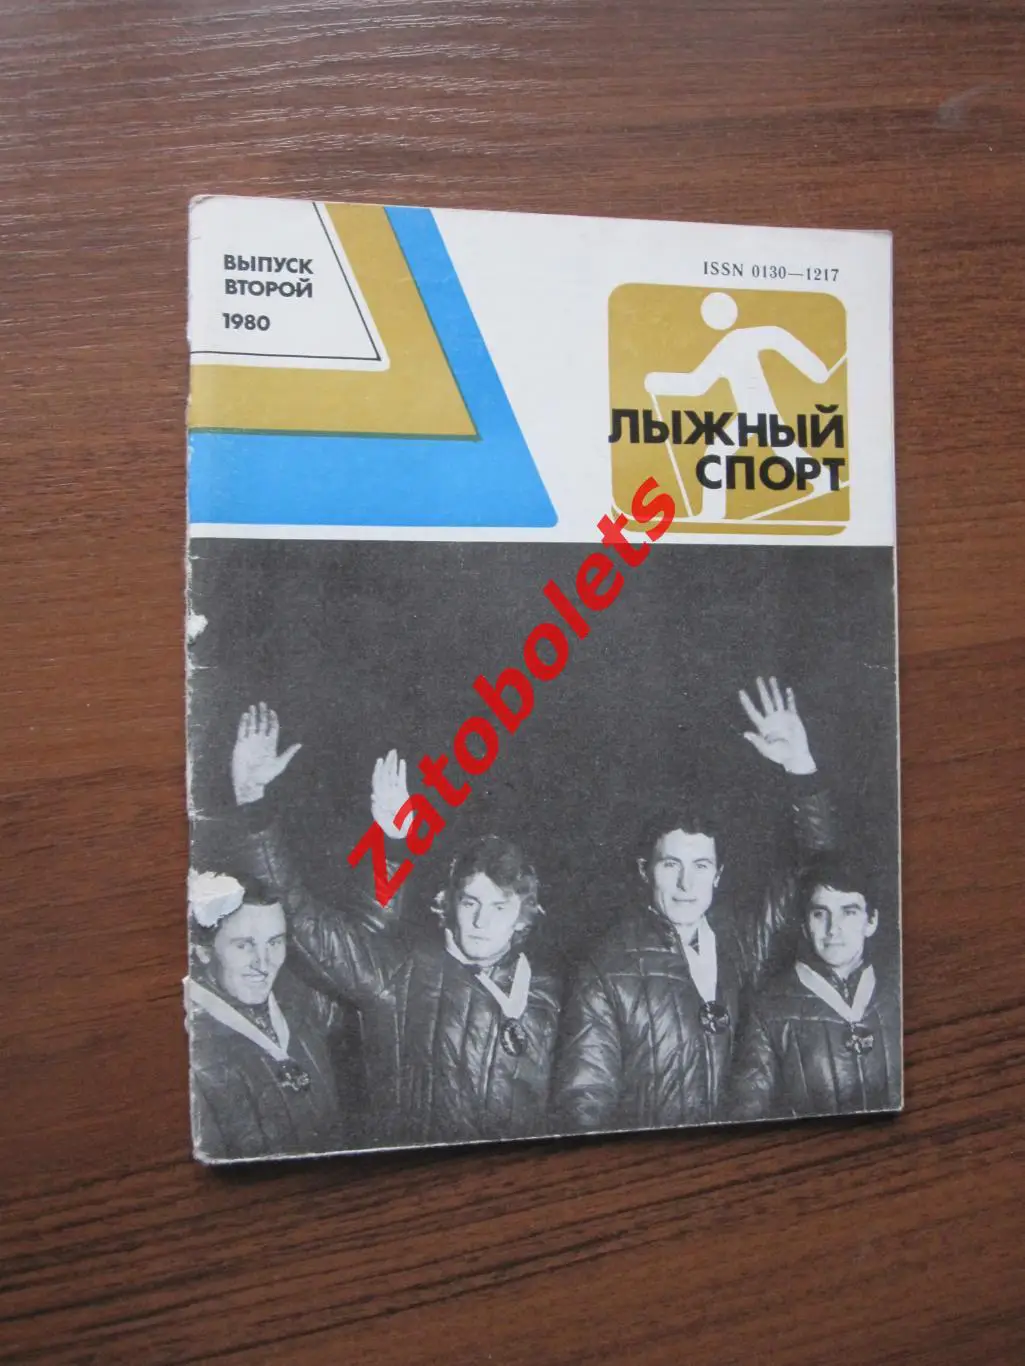 ВЫПУСК
ВТОРОЙ
1980
ISSN 0130—1217
ЛЫЖНЫЙ
СПОРТ
Zatobolets